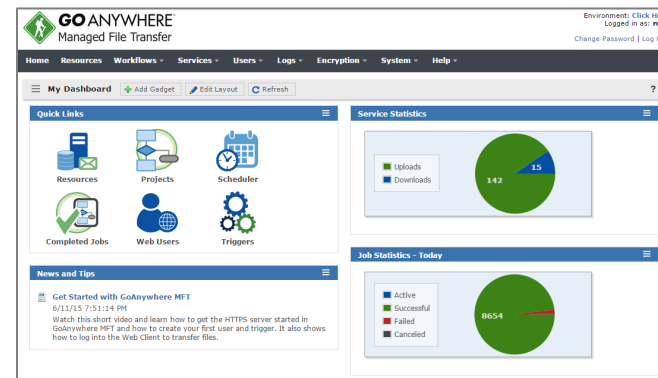 GO ANYWHERE
Managed File Transfer
Environment: Click H
Logged in as: r
Change Password | Log
Home Resources Workflows Services Users Logs Encryption System Help
My Dashboard Add Gadget Edit Layout Refresh ?
Quick Links
Resources Projects Scheduler
Completed Jobs Web Users Triggers
News and Tips
Get Started with GoAnywhere MFT
6/11/15 7:51:14 PM
Watch this short video and learn how to get the HTTPS server started in
GoAnywhere MFT and how to create your first user and trigger. It also shows
how to log into the Web Client to transfer files.
Service Statistics
Uploads
Downloads
142
15
Job Statistics - Today
Active
Successful
Failed
Canceled
8654